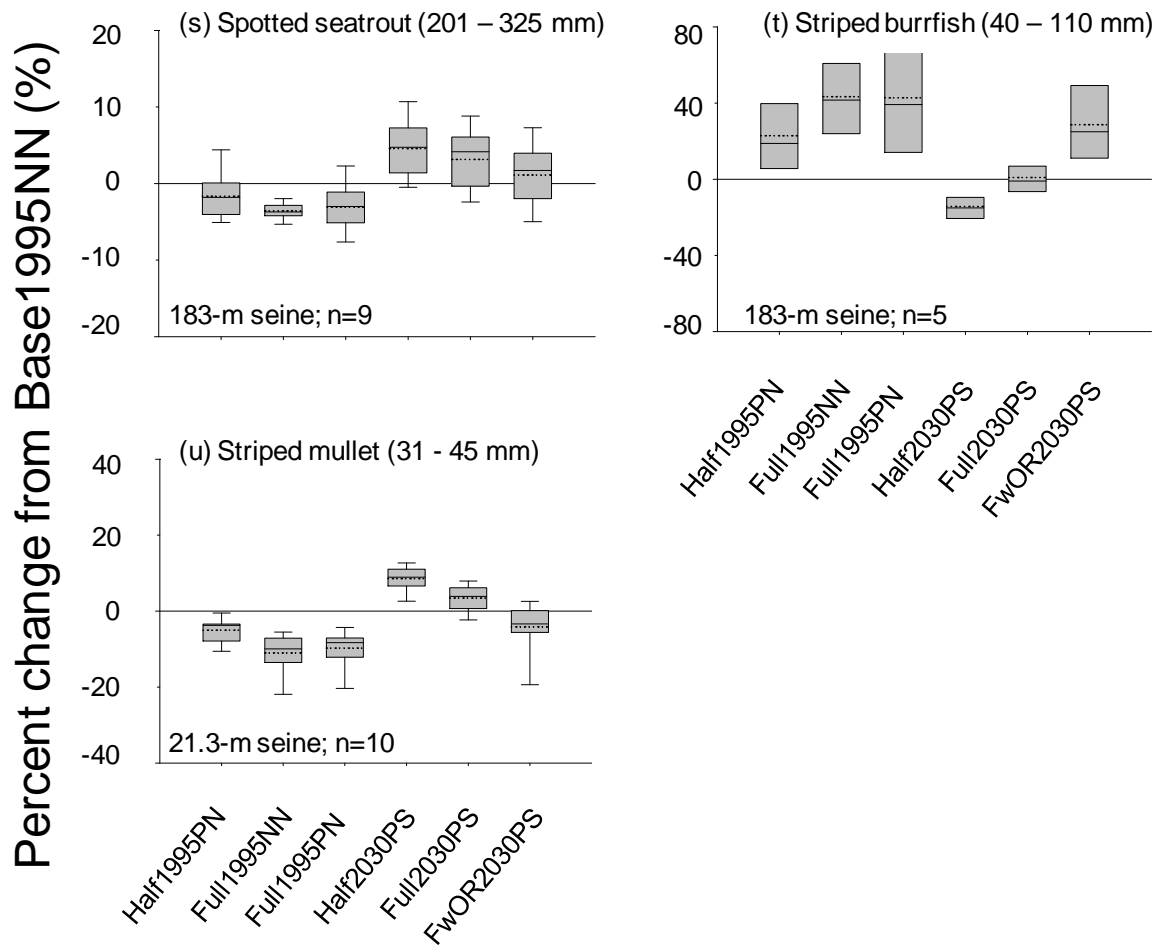 Percent change from Base1995NN (%)
(s) Spotted seatrout (201 – 325 mm)
20
10
0
-10
-20
183-m seine; n=9
(t) Striped burrfish (40 – 110 mm)
80
40
0
-40
-80
183-m seine; n=5
Half1995PN
Full1995NN
Full1995PN
Half2030PS
Full2030PS
FwOR2030PS
(u) Striped mullet (31 - 45 mm)
40
20
0
-20
-40
21.3-m seine; n=10
Half1995PN
Full1995NN
Full1995PN
Half2030PS
Full2030PS
FwOR2030PS